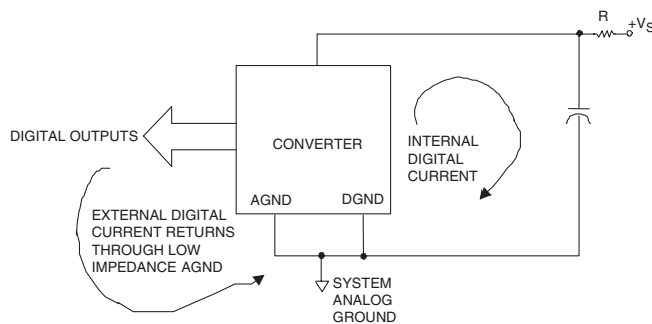 R
+VS
DIGITAL OUTPUTS
CONVERTER
INTERNAL
DIGITAL
CURRENT
AGND
DGND
EXTERNAL DIGITAL
CURRENT RETURNS
THROUGH LOW
IMPEDANCE AGND
SYSTEM
ANALOG
GROUND